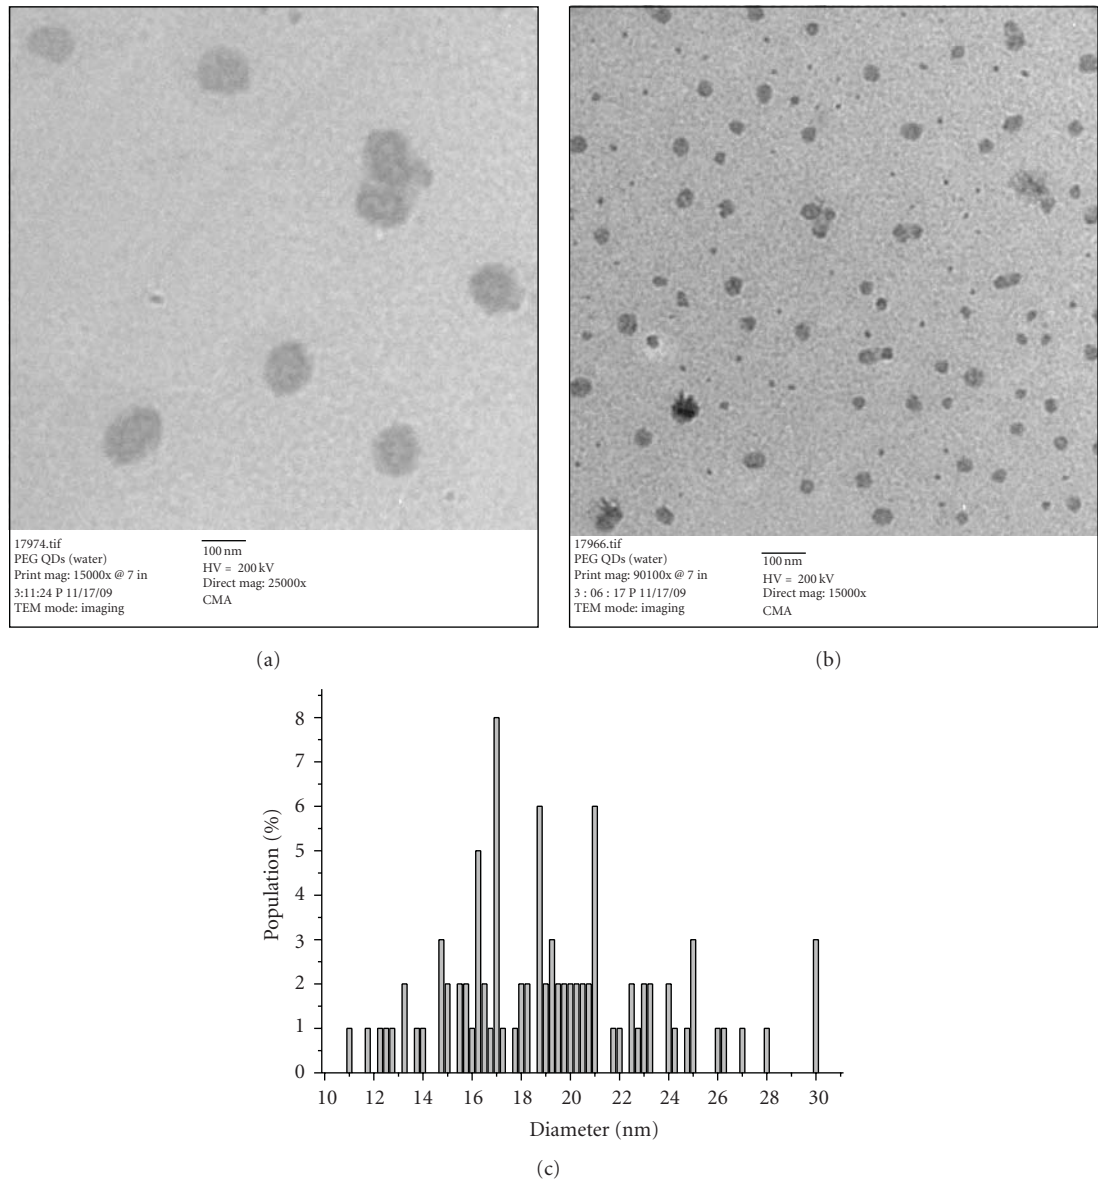 17974.tif
PEG QDs (water)
Print mag: 15000x @ 7 in
3:11:24 P 11/17/09
TEM mode: imaging
100 nm
HV = 200 kV
Direct mag: 25000x
CMA
(a)
17966.tif
PEG QDs (water)
Print mag: 90100x @ 7 in
3 : 06 : 17 P 11/17/09
TEM mode: imaging
100 nm
HV = 200 kV
Direct mag: 15000x
CMA
(b)
8
7
6
5
4
3
2
1
0
Population (%)
10 12 14 16 18 20 22 24 26 28 30
Diameter (nm)
(c)